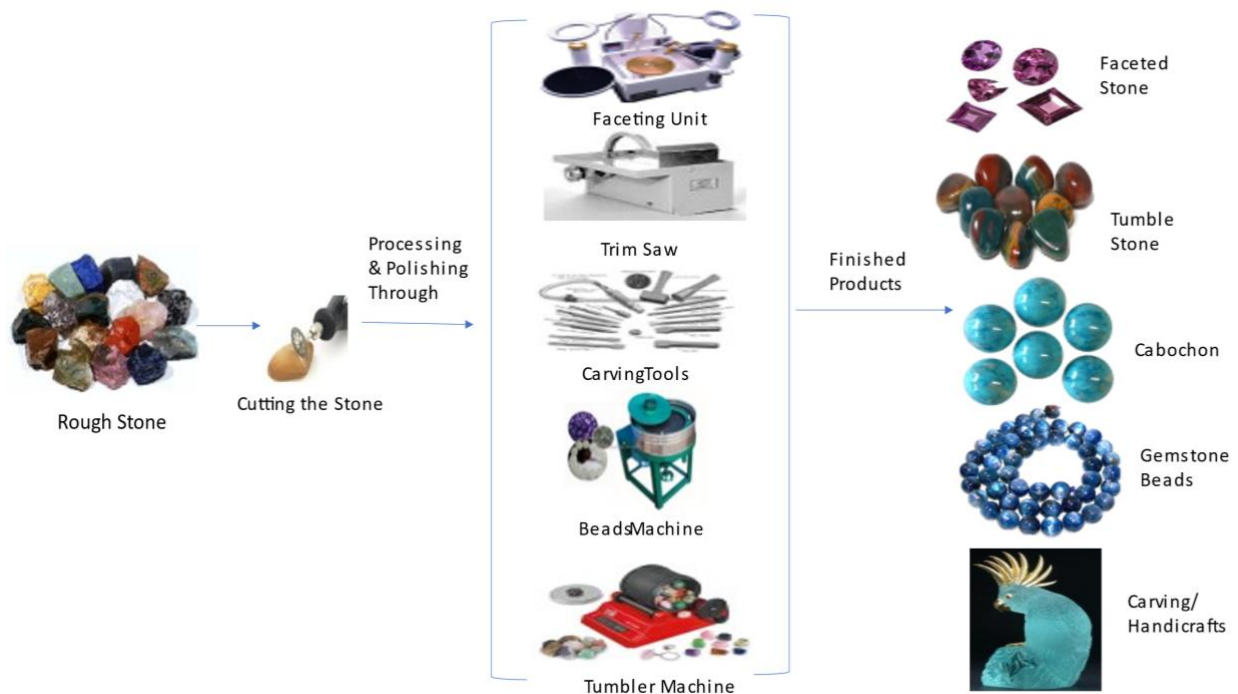 Rough Stone
Cutting the Stone
Processing
& Polishing
Through
Faceting Unit
Trim Saw
CarvingTools
BeadsMachine
Tumbler Machine
Finished
Products
Faceted
Stone
Tumble
Stone
Cabochon
Gemstone
Beads
Carving/
Handicrafts